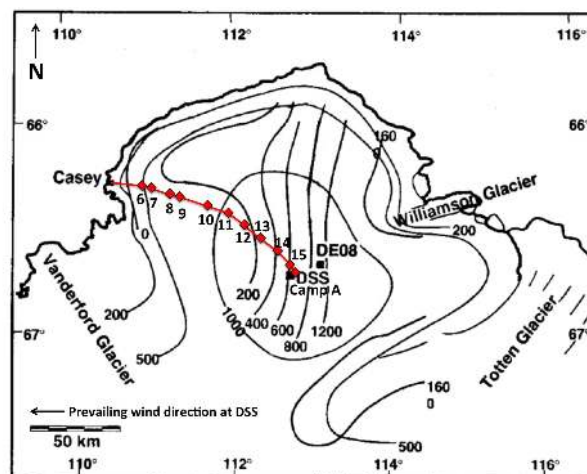 110° 112° 114° 116°
N
66° 66°
160
0
Casey
6 7 8 9 10 11 12 13 14 15
Williamson Glacier
0
200
DE08
DSS
Camp A
Vanderford Glacier
200
200
1000
400
600
800
1200
67° 67°
500
Totten Glacier
160
0
500
Prevailing wind direction at DSS
50 km
110° 112° 114° 116°